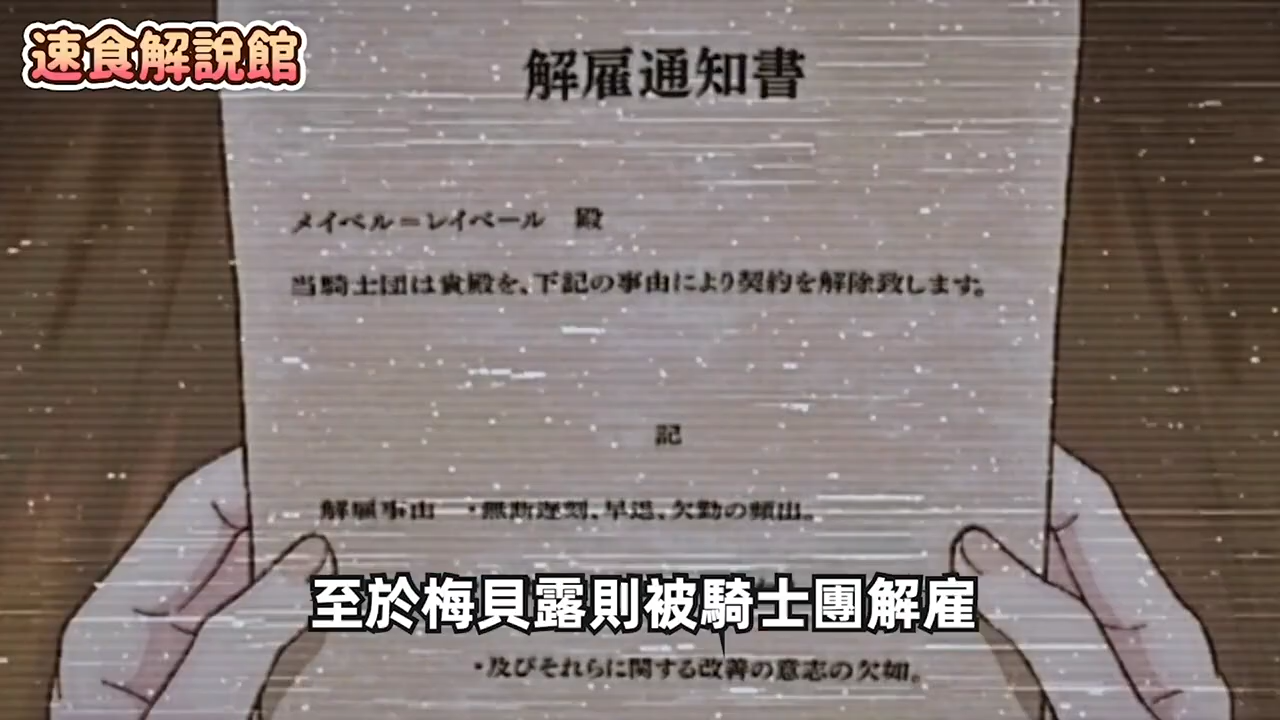 速食解說館
解雇通知書
メイベル＝レイベール　殿
当騎士団は貴殿を、下記の事由により契約を解除致します。
記
解雇事由　・無断遅刻、早退、欠勤の頻出。
至於梅貝露則被騎士團解雇
・及びそれらに関する改善の意志の欠如。